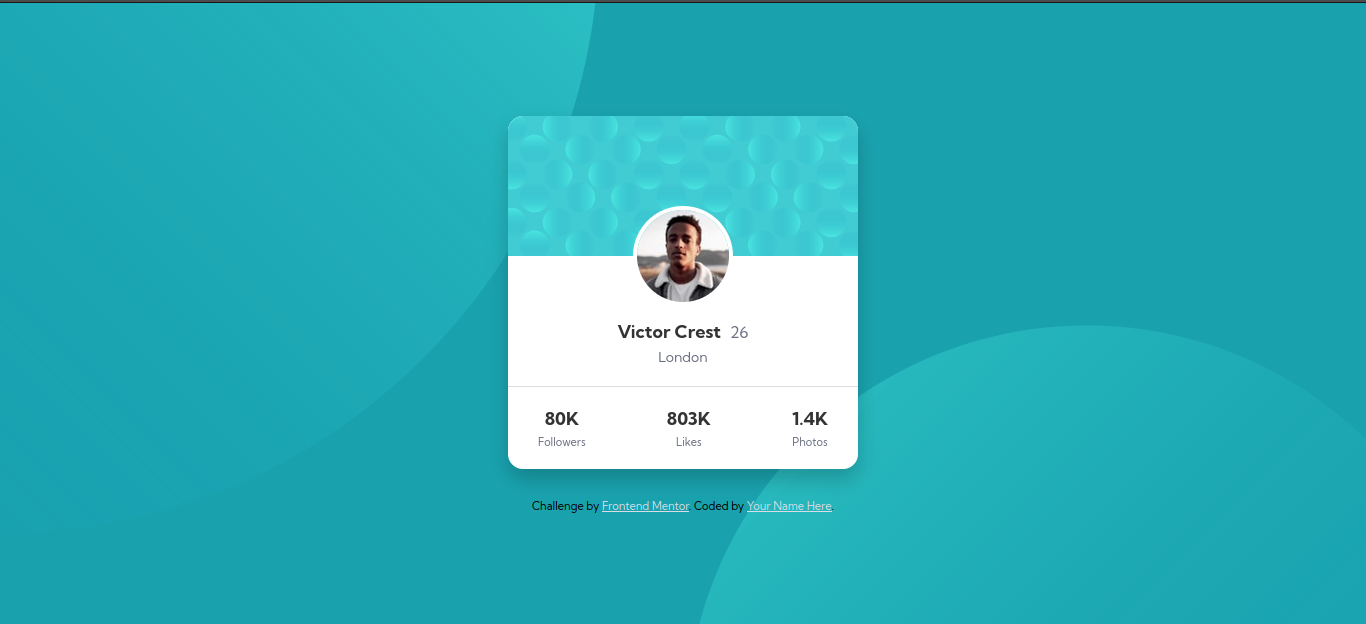 Victor Crest 26
London
80K 803K 1.4K
Followers Likes Photos
Challenge by Frontend Mentor. Coded by Your Name Here.